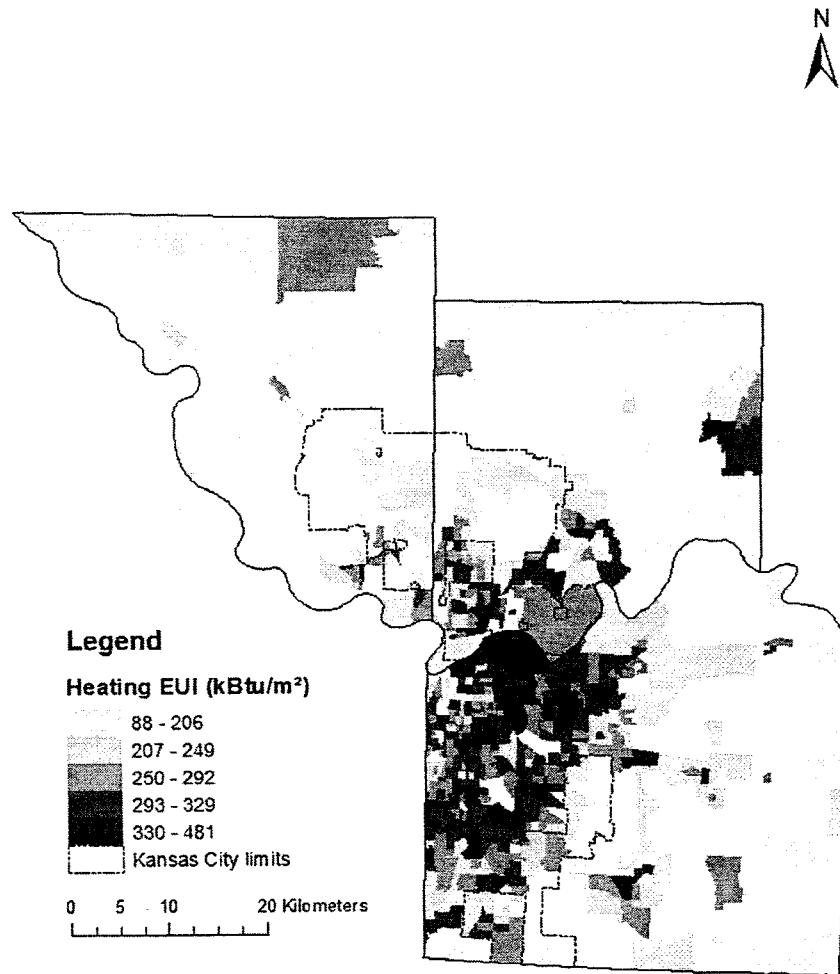 N
Legend
Heating EUI (kBtu/m²)
88 - 206
207 - 249
250 - 292
293 - 329
330 - 481
Kansas City limits
0 5 10 20 Kilometers